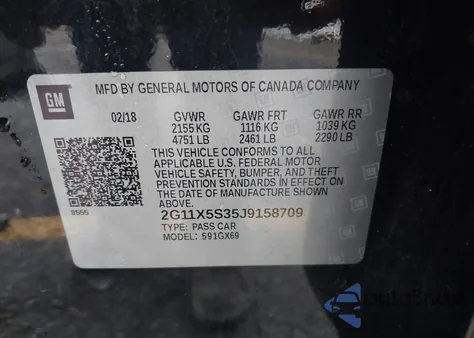 GM
MFD BY GENERAL MOTORS OF CANADA COMPANY
02/18 GVWR GAWR FRT GAWR RR
2155 KG 1116 KG 1039 KG
4751 LB 2461 LB 2290 LB
THIS VEHICLE CONFORMS TO ALL
APPLICABLE U.S. FEDERAL MOTOR
VEHICLE SAFETY, BUMPER, AND THEFT
PREVENTION STANDARDS IN EFFECT ON
THE DATE OF MANUFACTURE SHOWN
ABOVE.
8555 2G11X5S35J9158709
TYPE: PASS CAR
MODEL: 591GX69